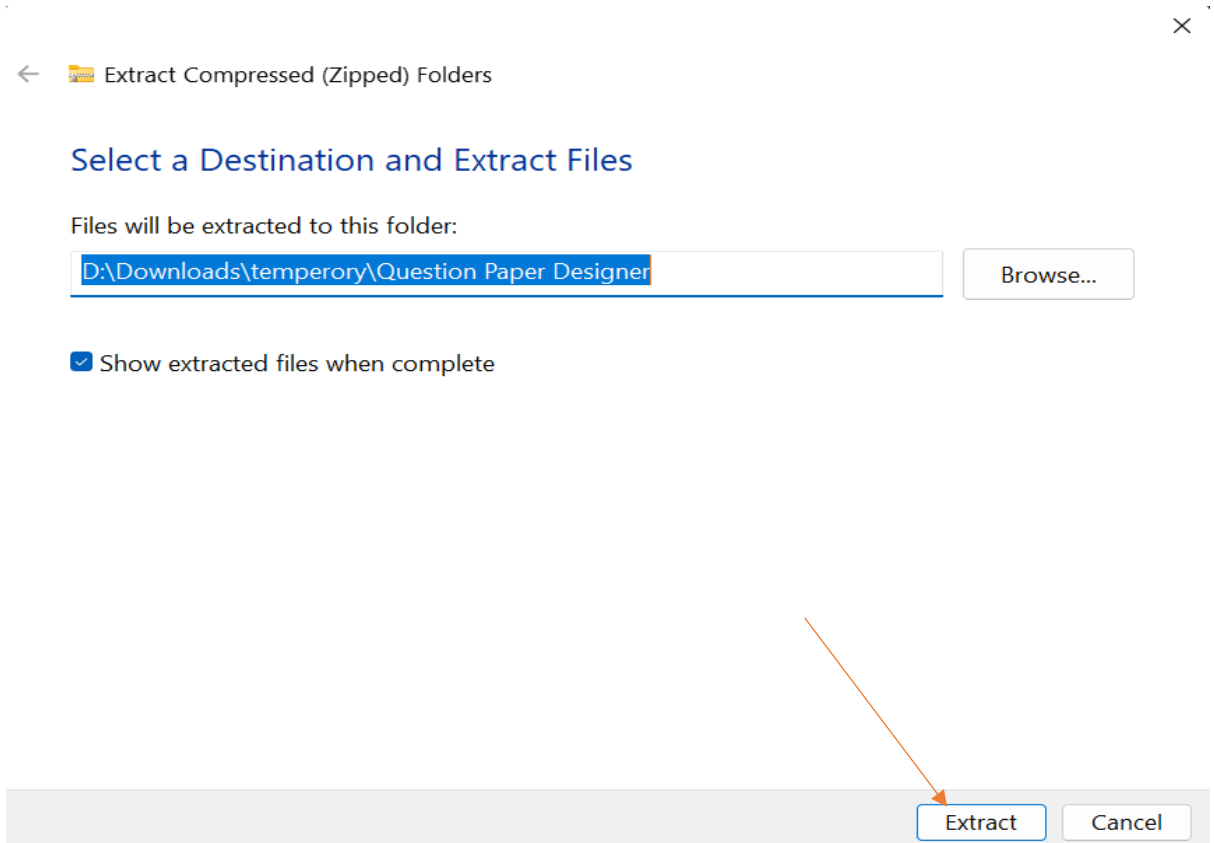 Extract Compressed (Zipped) Folders
Select a Destination and Extract Files
Files will be extracted to this folder:
D:\Downloads\temperory\Question Paper Designer
Browse...
Show extracted files when complete
Extract
Cancel